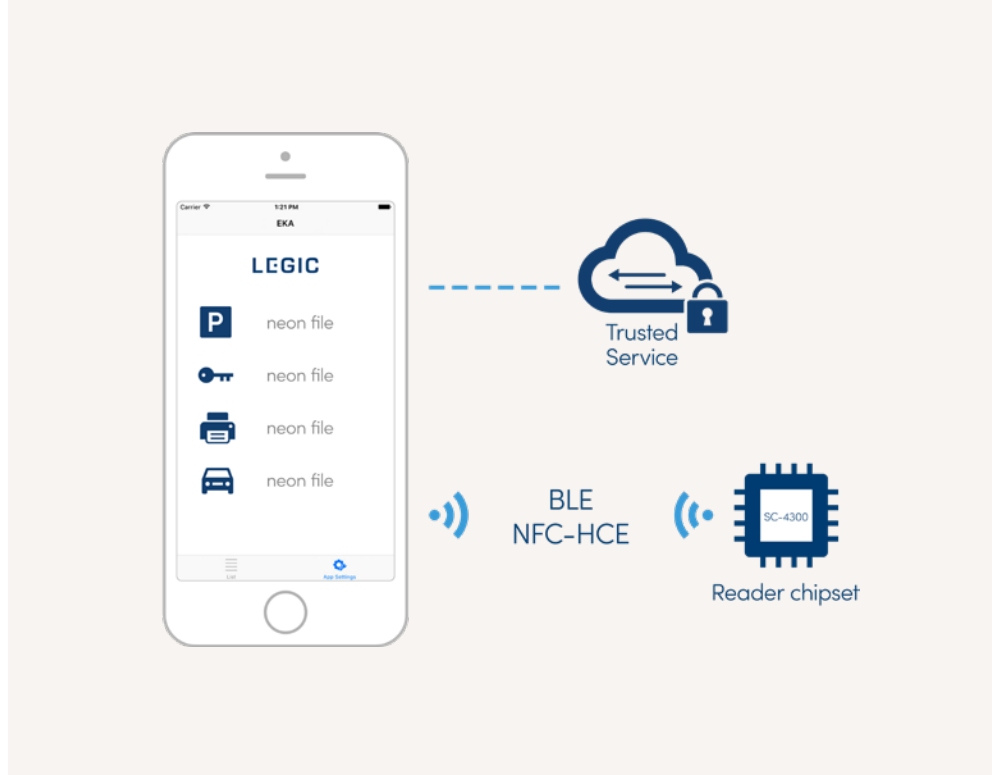 Carrier
1:21 PM
EKA
LEGIC
P
neon file
neon file
neon file
neon file
App Settings
Trusted
Service
BLE
NFC-HCE
SC-4300
Reader chipset